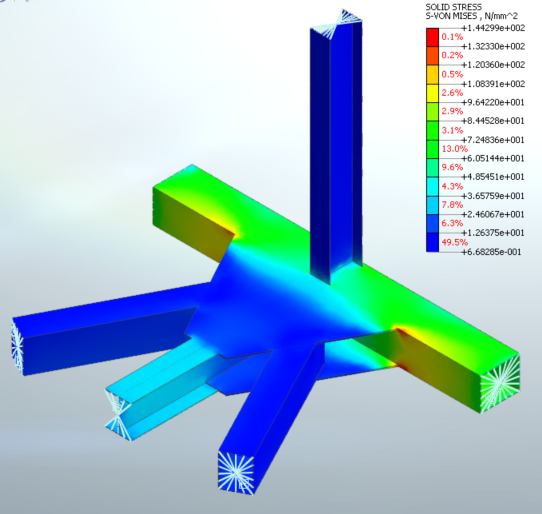 SOLID STRESS
S-VON MISES , N/mm^2
+1.44299e+002
0.1%
+1.32330e+002
0.2%
+1.20360e+002
0.5%
+1.08391e+002
2.6%
+9.64220e+001
2.9%
+8.44528e+001
3.1%
+7.24836e+001
13.0%
+6.05144e+001
9.6%
+4.85451e+001
4.3%
+3.65759e+001
7.8%
+2.46067e+001
6.3%
+1.26375e+001
49.5%
+6.68285e-001